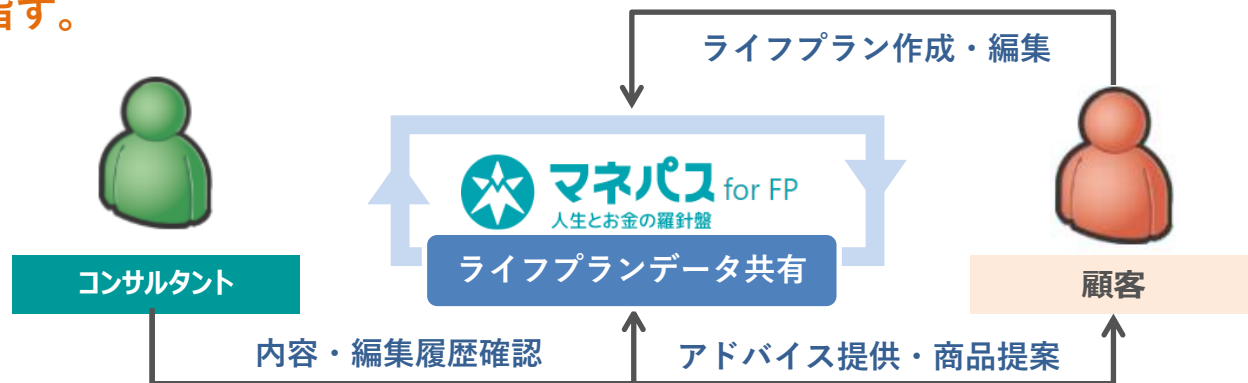 指す。
ライフプラン作成・編集
マネパス for FP
人生とお金の羅針盤
ライフプランデータ共有
コンサルタント
顧客
内容・編集履歴確認
アドバイス提供・商品提案